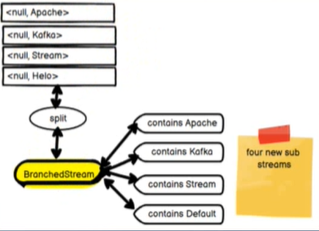 <null, Apache>
<null, Kafka>
<null, Stream>
<null, Helo>
split
BranchedStream
contains Apache
contains Kafka
contains Stream
contains Default
four new sub
streams